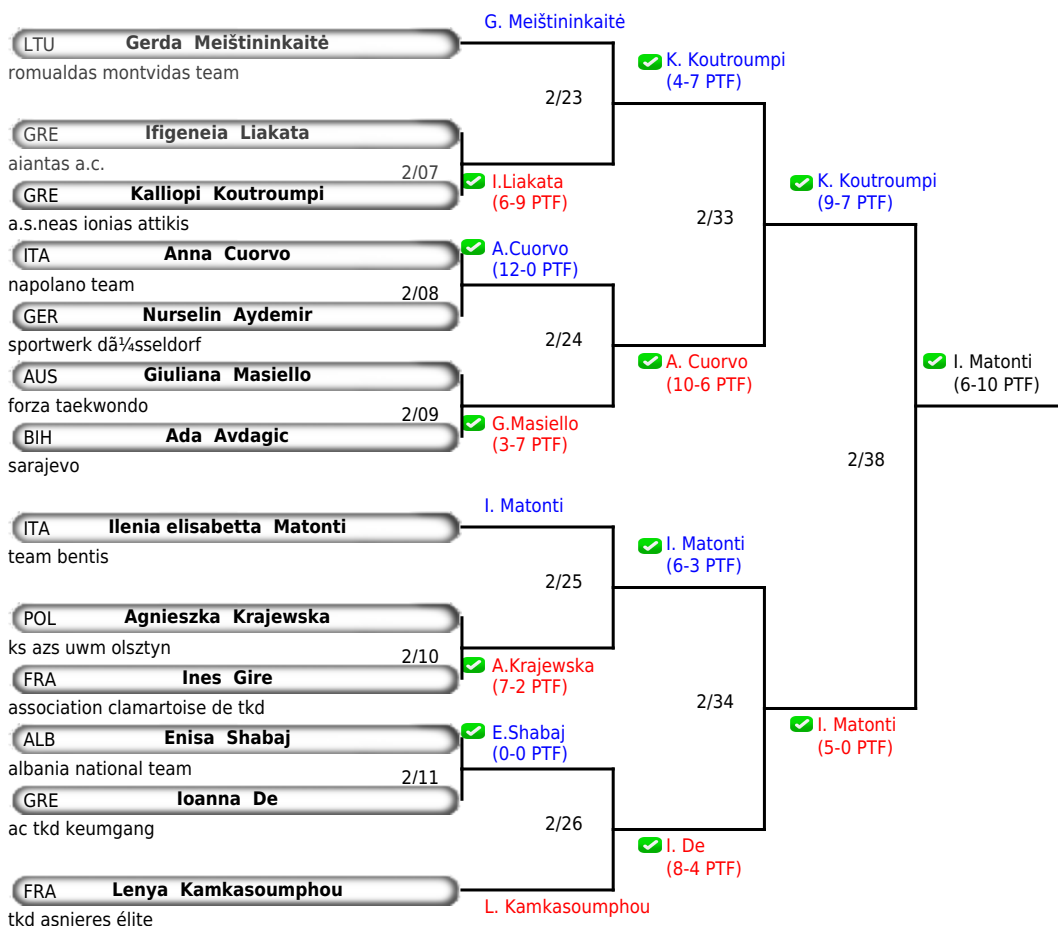 G. Meištininkaitė
LTU Gerda Meištininkaitė
romualdas montvidas team
K. Koutroumpi
(4-7 PTF)
2/23
GRE Ifigeneia Liakata
aiantas a.c.
2/07
I.Liakata
(6-9 PTF)
GRE Kalliopi Koutroumpi
a.s.neas ionias attikis
K. Koutroumpi
(9-7 PTF)
2/33
ITA Anna Cuorvo
napolano team
A.Cuorvo
(12-0 PTF)
2/08
GER Nurselin Aydemir
sportwerk dã¼sseldorf
2/24
A. Cuorvo
(10-6 PTF)
AUS Giuliana Masiello
forza taekwondo
2/09
G.Masiello
(3-7 PTF)
BIH Ada Avdagic
sarajevo
I. Matonti
(6-10 PTF)
2/38
I. Matonti
ITA Ilenia elisabetta Matonti
team bentis
I. Matonti
(6-3 PTF)
2/25
POL Agnieszka Krajewska
ks azs uwm olsztyn
2/10
A.Krajewska
(7-2 PTF)
FRA Ines Gire
association clamartoise de tkd
2/34
I. Matonti
(5-0 PTF)
ALB Enisa Shabaj
albania national team
E.Shabaj
(0-0 PTF)
2/11
GRE Ioanna De
ac tkd keumgang
2/26
I. De
(8-4 PTF)
FRA Lenya Kamkasoumphou
tkd asnieres élite
L. Kamkasoumphou